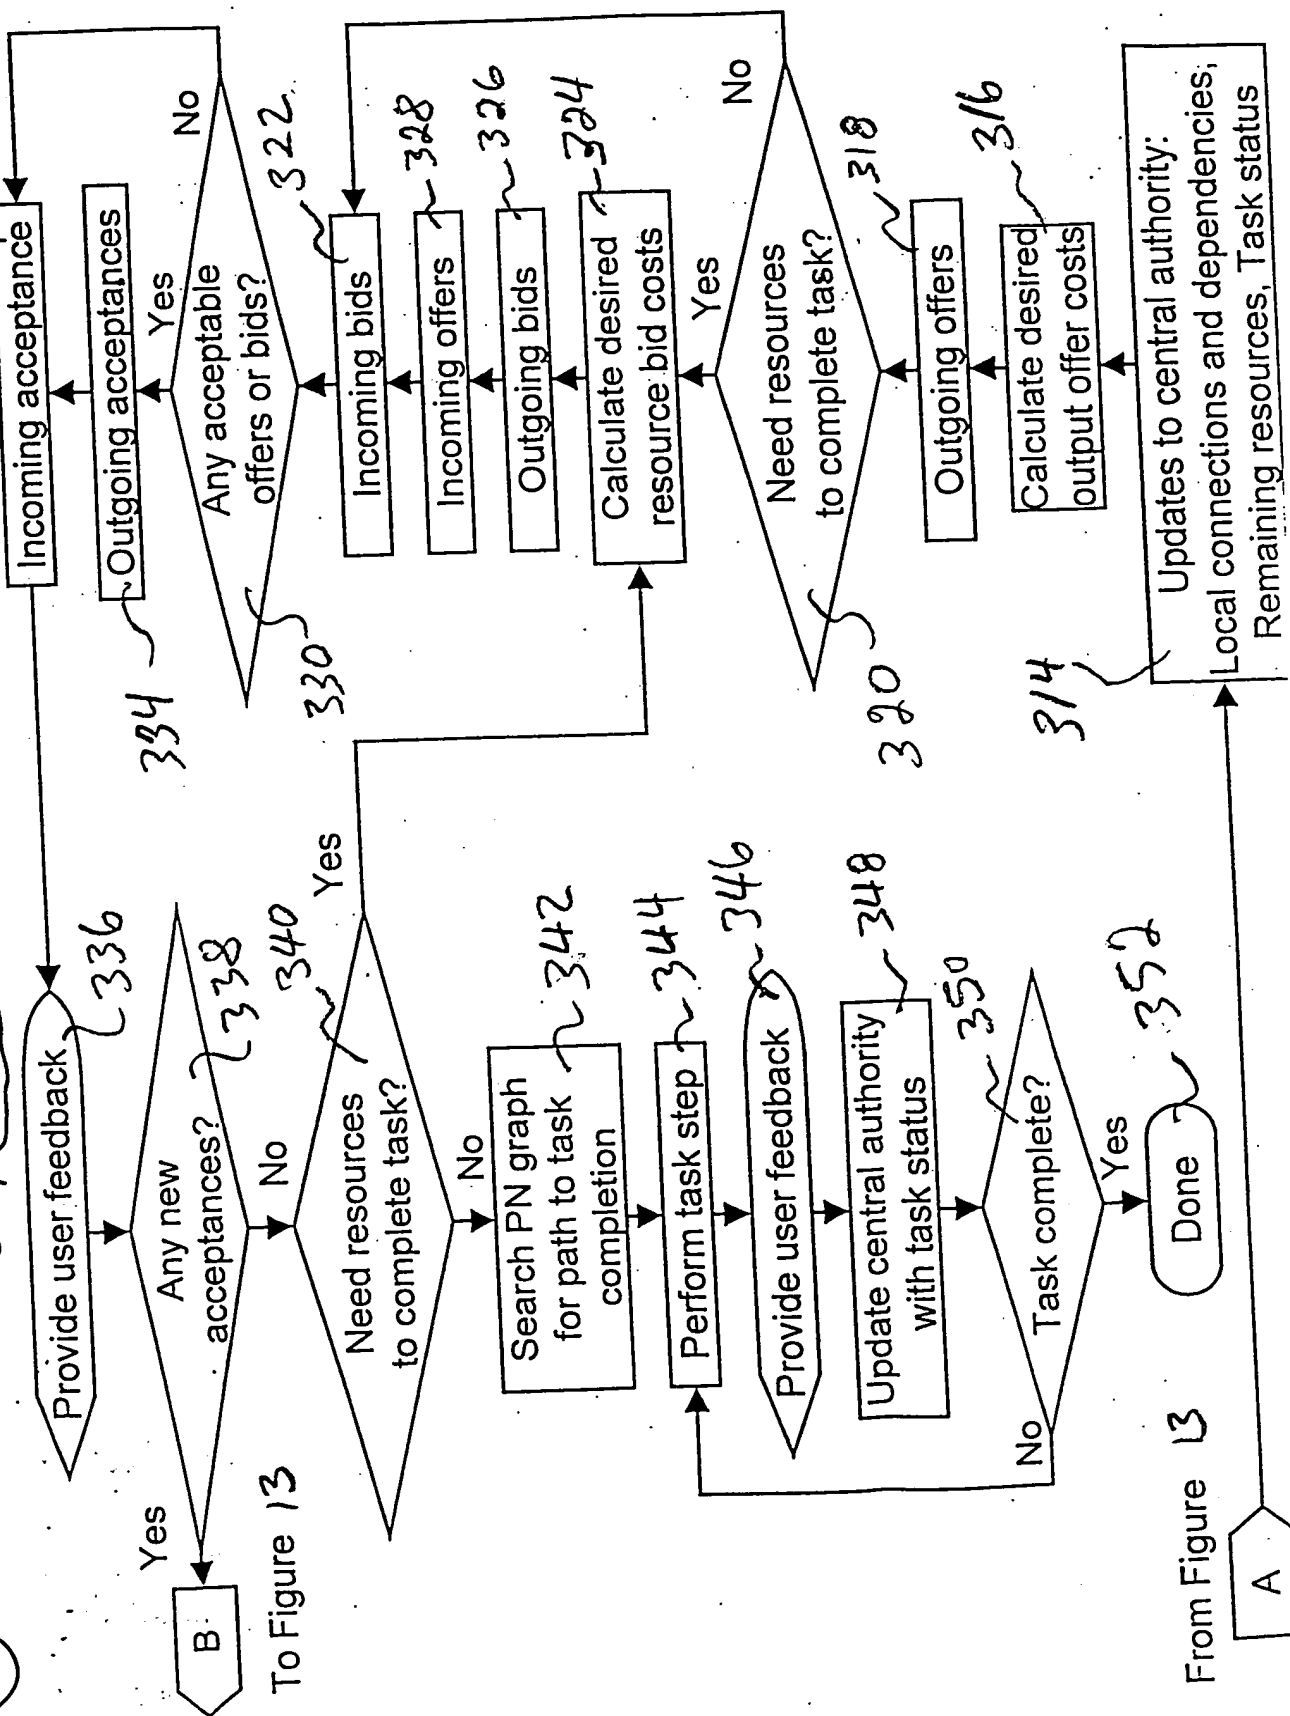 Provide user feedback
336
Any new
acceptances?
338
Yes
B
To Figure 13
No
Need resources
to complete task?
340
Yes
No
Search PN graph
for path to task
completion
342
Perform task step
344
Provide user feedback
346
Update central authority
with task status
348
Task complete?
350
No
Yes
Done
352
From Figure 13
A
Incoming acceptance
Outgoing acceptances
334
Yes
No
Any acceptable
offers or bids?
330
Incoming bids
322
Incoming offers
328
Outgoing bids
326
Calculate desired
resource bid costs
324
Yes
No
Need resources
to complete task?
320
Outgoing offers
318
Calculate desired
output offer costs
316
Updates to central authority:
Local connections and dependencies,
Remaining resources, Task status
314